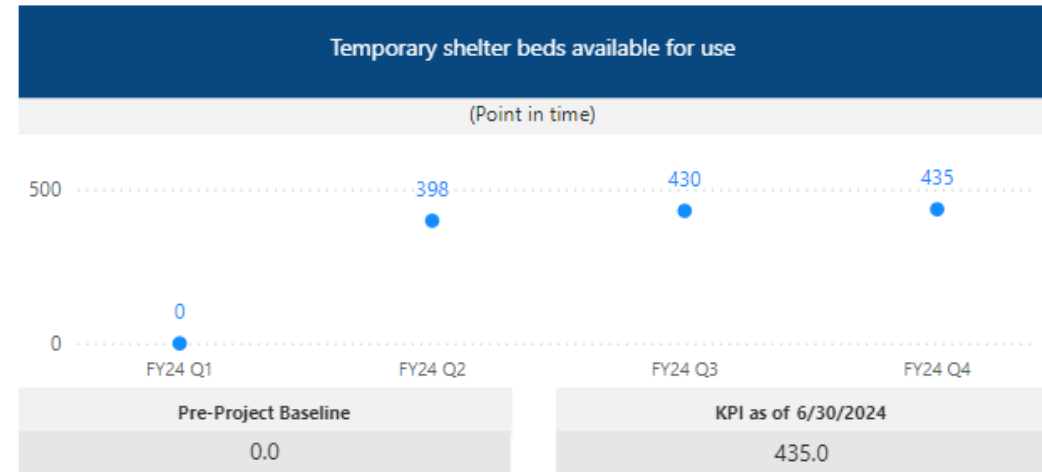 Temporary shelter beds available for use
(Point in time)
500
398
430
435
0
0
FY24 Q1
FY24 Q2
FY24 Q3
FY24 Q4
Pre-Project Baseline
KPI as of 6/30/2024
0.0
435.0